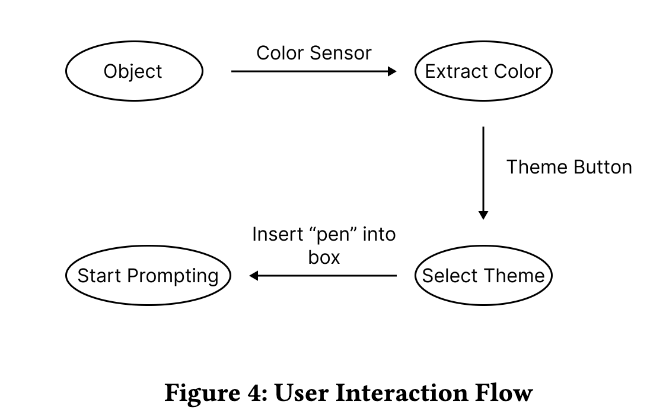 Object
Color Sensor
Extract Color
Theme Button
Insert “pen” into
box
Start Prompting
Select Theme
Figure 4: User Interaction Flow